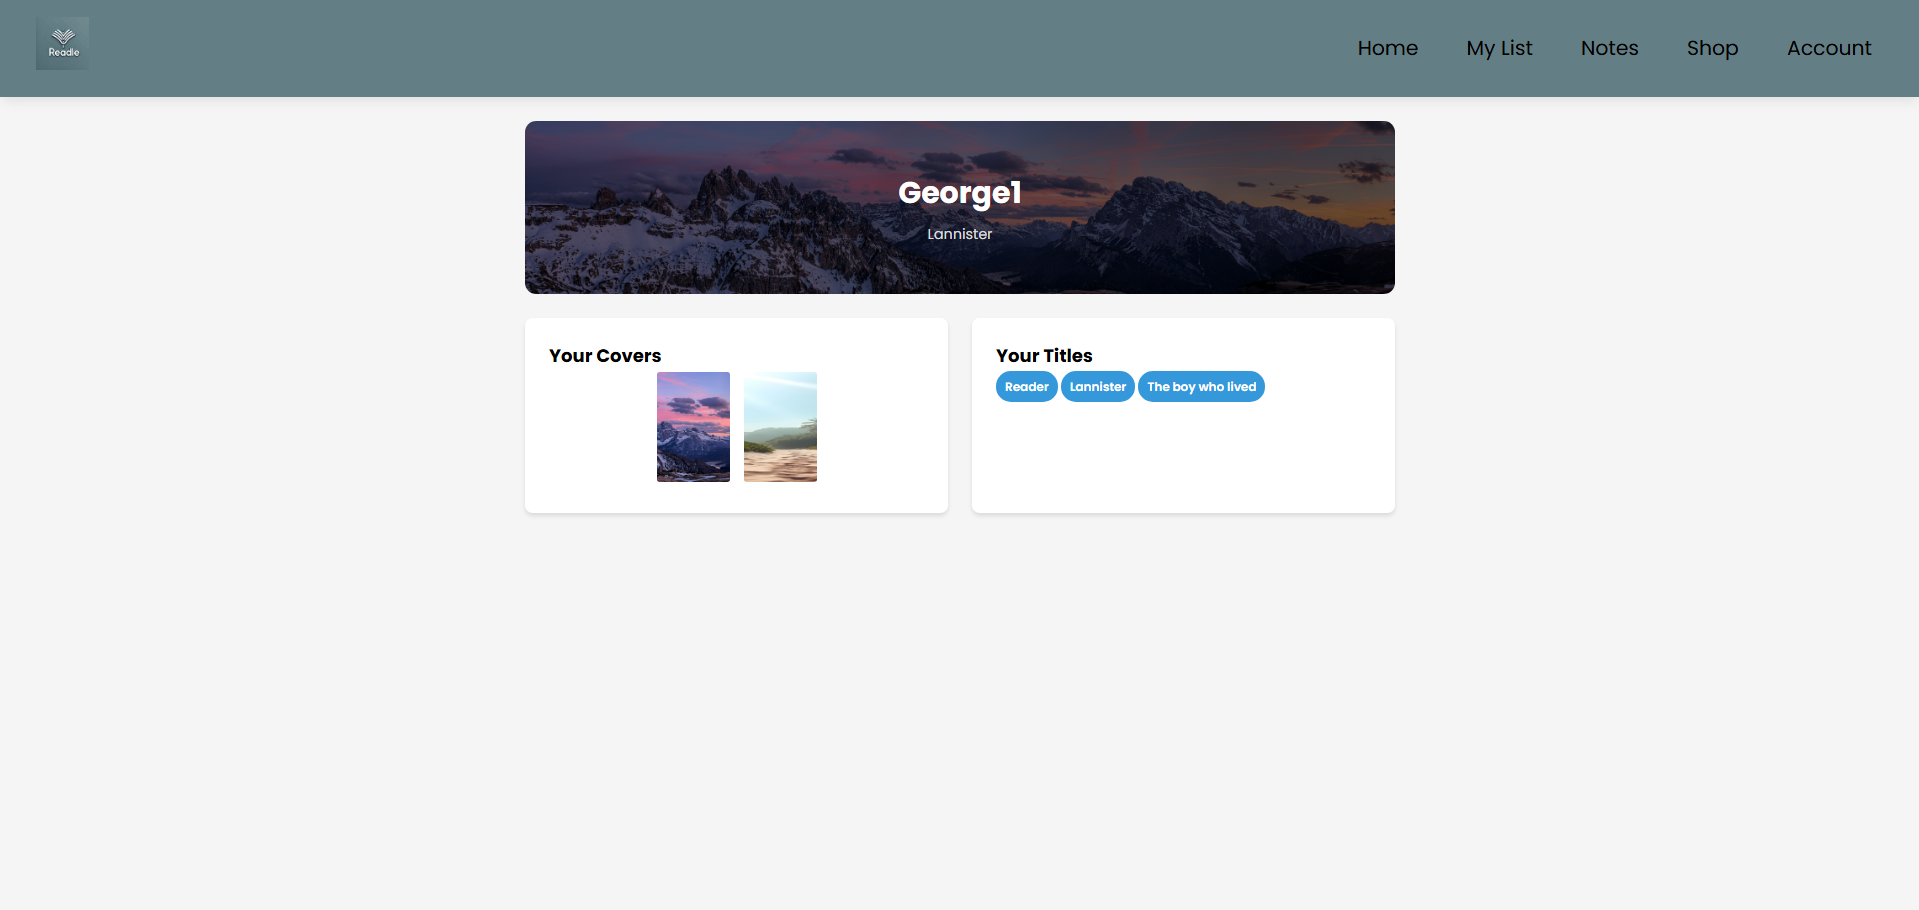 Readle
Home My List Notes Shop Account
George1
Lannister
Your Covers
Your Titles
Reader Lannister The boy who lived